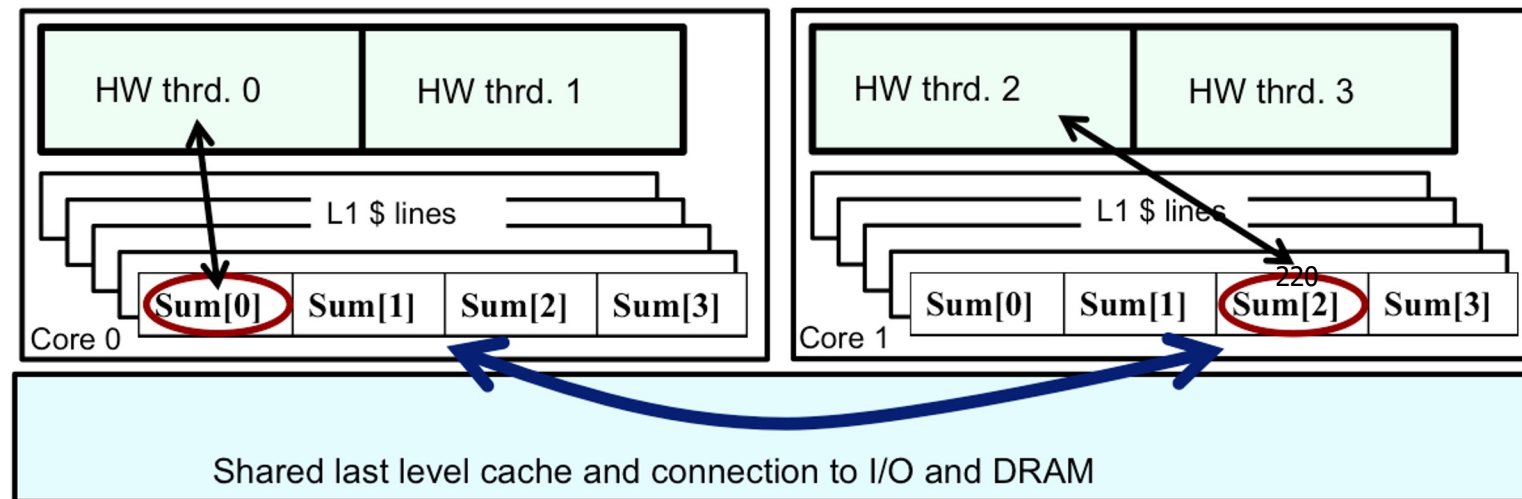 HW thrd. 0
HW thrd. 1
HW thrd. 2
HW thrd. 3
L1 $ lines
L1 $ lines
220
Sum[0] Sum[1] Sum[2] Sum[3]
Sum[0] Sum[1] Sum[2] Sum[3]
Core 0
Core 1
Shared last level cache and connection to I/O and DRAM